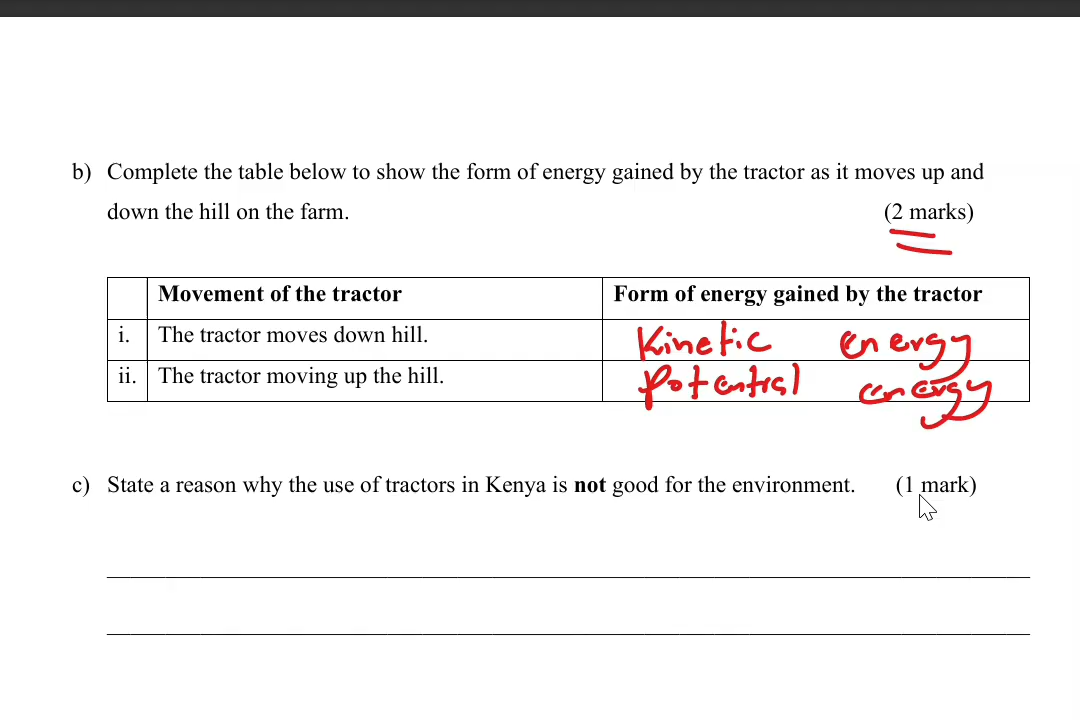 b) Complete the table below to show the form of energy gained by the tractor as it moves up and
down the hill on the farm. (2 marks)
Movement of the tractor Form of energy gained by the tractor
i. The tractor moves down hill. Kinetic energy
ii. The tractor moving up the hill. potential energy
c) State a reason why the use of tractors in Kenya is not good for the environment. (1 mark)